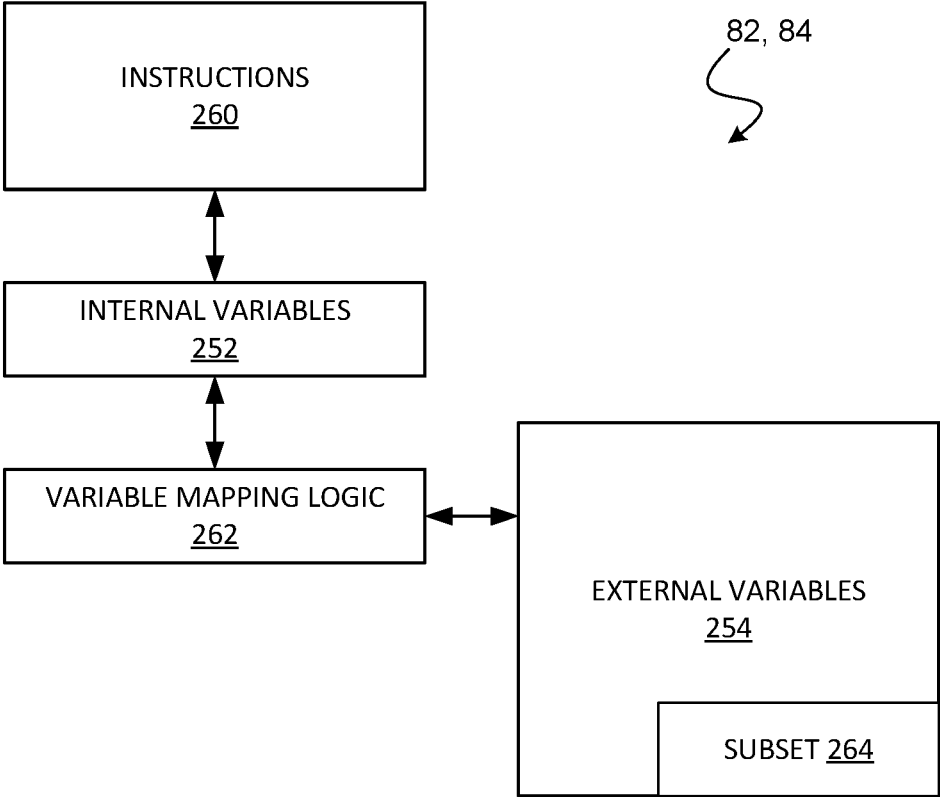 INSTRUCTIONS
260
82, 84
INTERNAL VARIABLES
252
VARIABLE MAPPING LOGIC
262
EXTERNAL VARIABLES
254
SUBSET 264